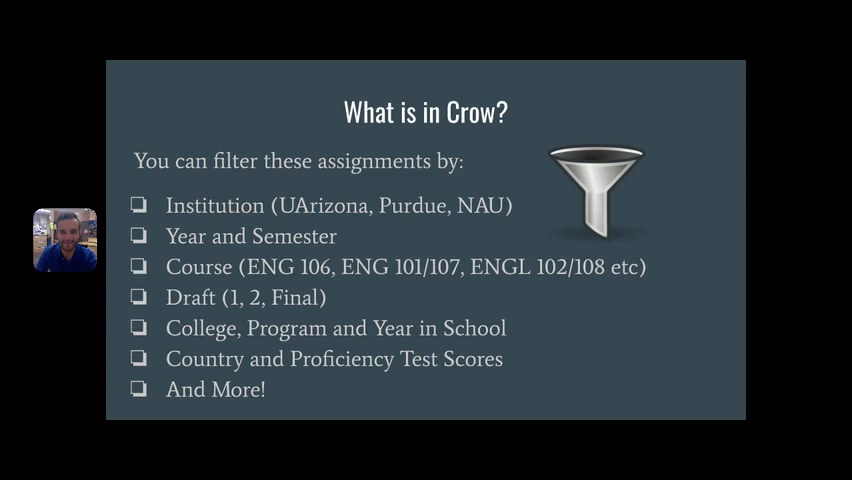 What is in Crow?
You can filter these assignments by:
Institution (UArizona, Purdue, NAU)
Year and Semester
Course (ENG 106, ENG 101/107, ENGL 102/108 etc)
Draft (1, 2, Final)
College, Program and Year in School
Country and Proficiency Test Scores
And More!